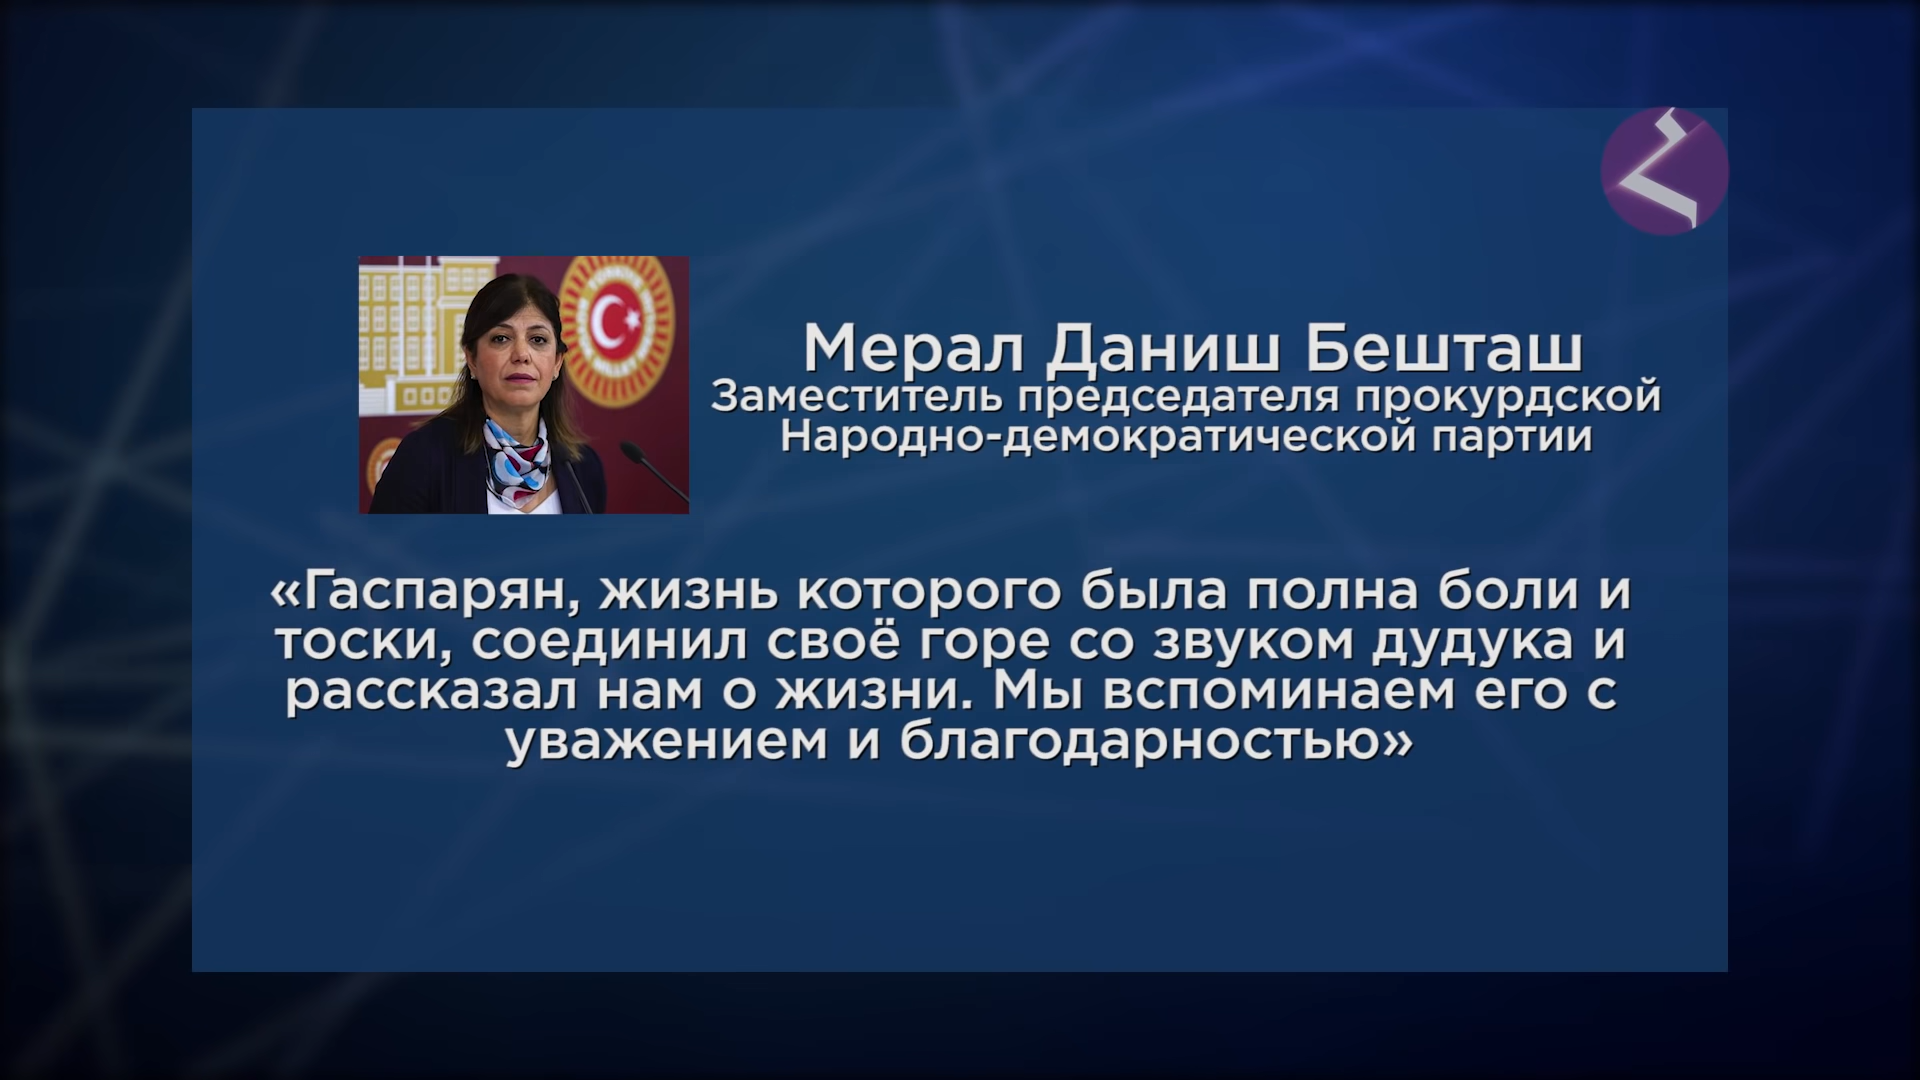 Мерал Даниш Бешташ
Заместитель председателя прокурдской
Народно-демократической партии
«Гаспарян, жизнь которого была полна боли и
тоски, соединил своё горе со звуком дудука и
рассказал нам о жизни. Мы вспоминаем его с
уважением и благодарностью»